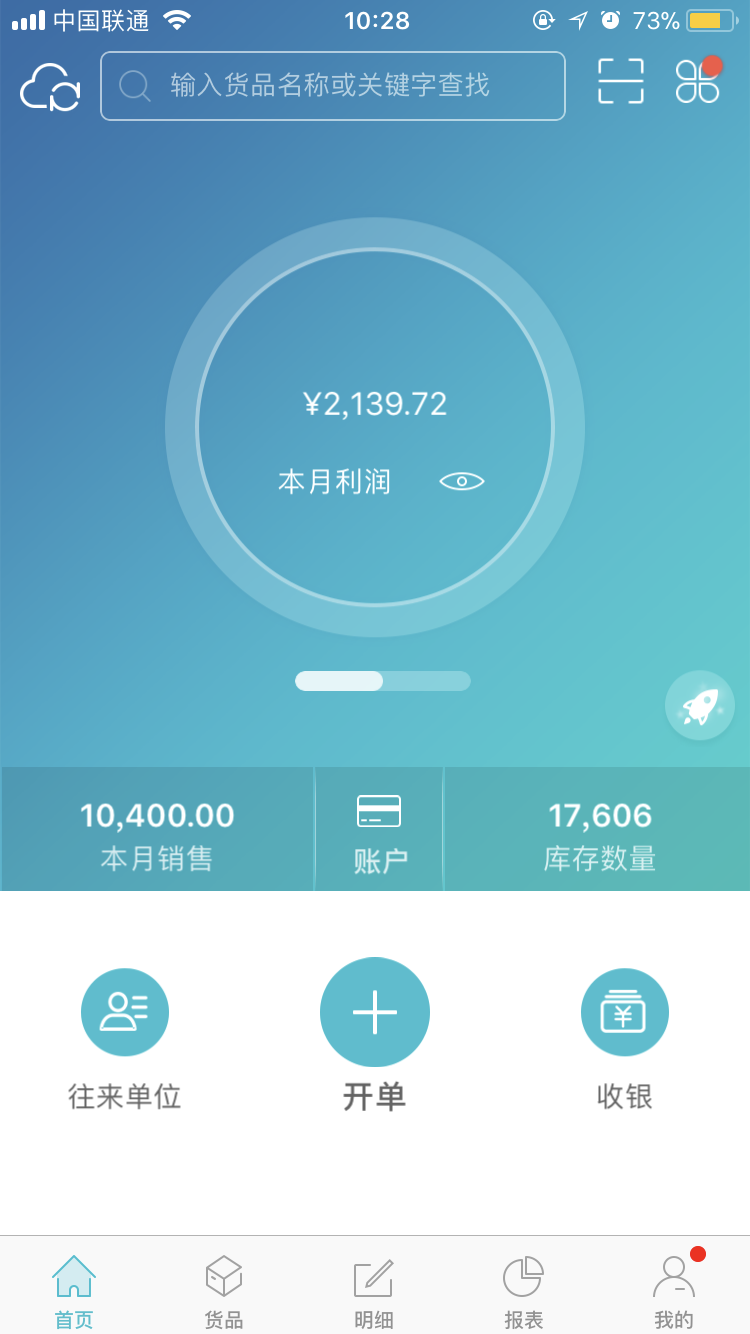 中国联通 10:28 73%
输入货品名称或关键字查找
¥2,139.72
本月利润
10,400.00 17,606
本月销售 账户 库存数量
¥
往来单位 开单 收银
首页 货品 明细 报表 我的